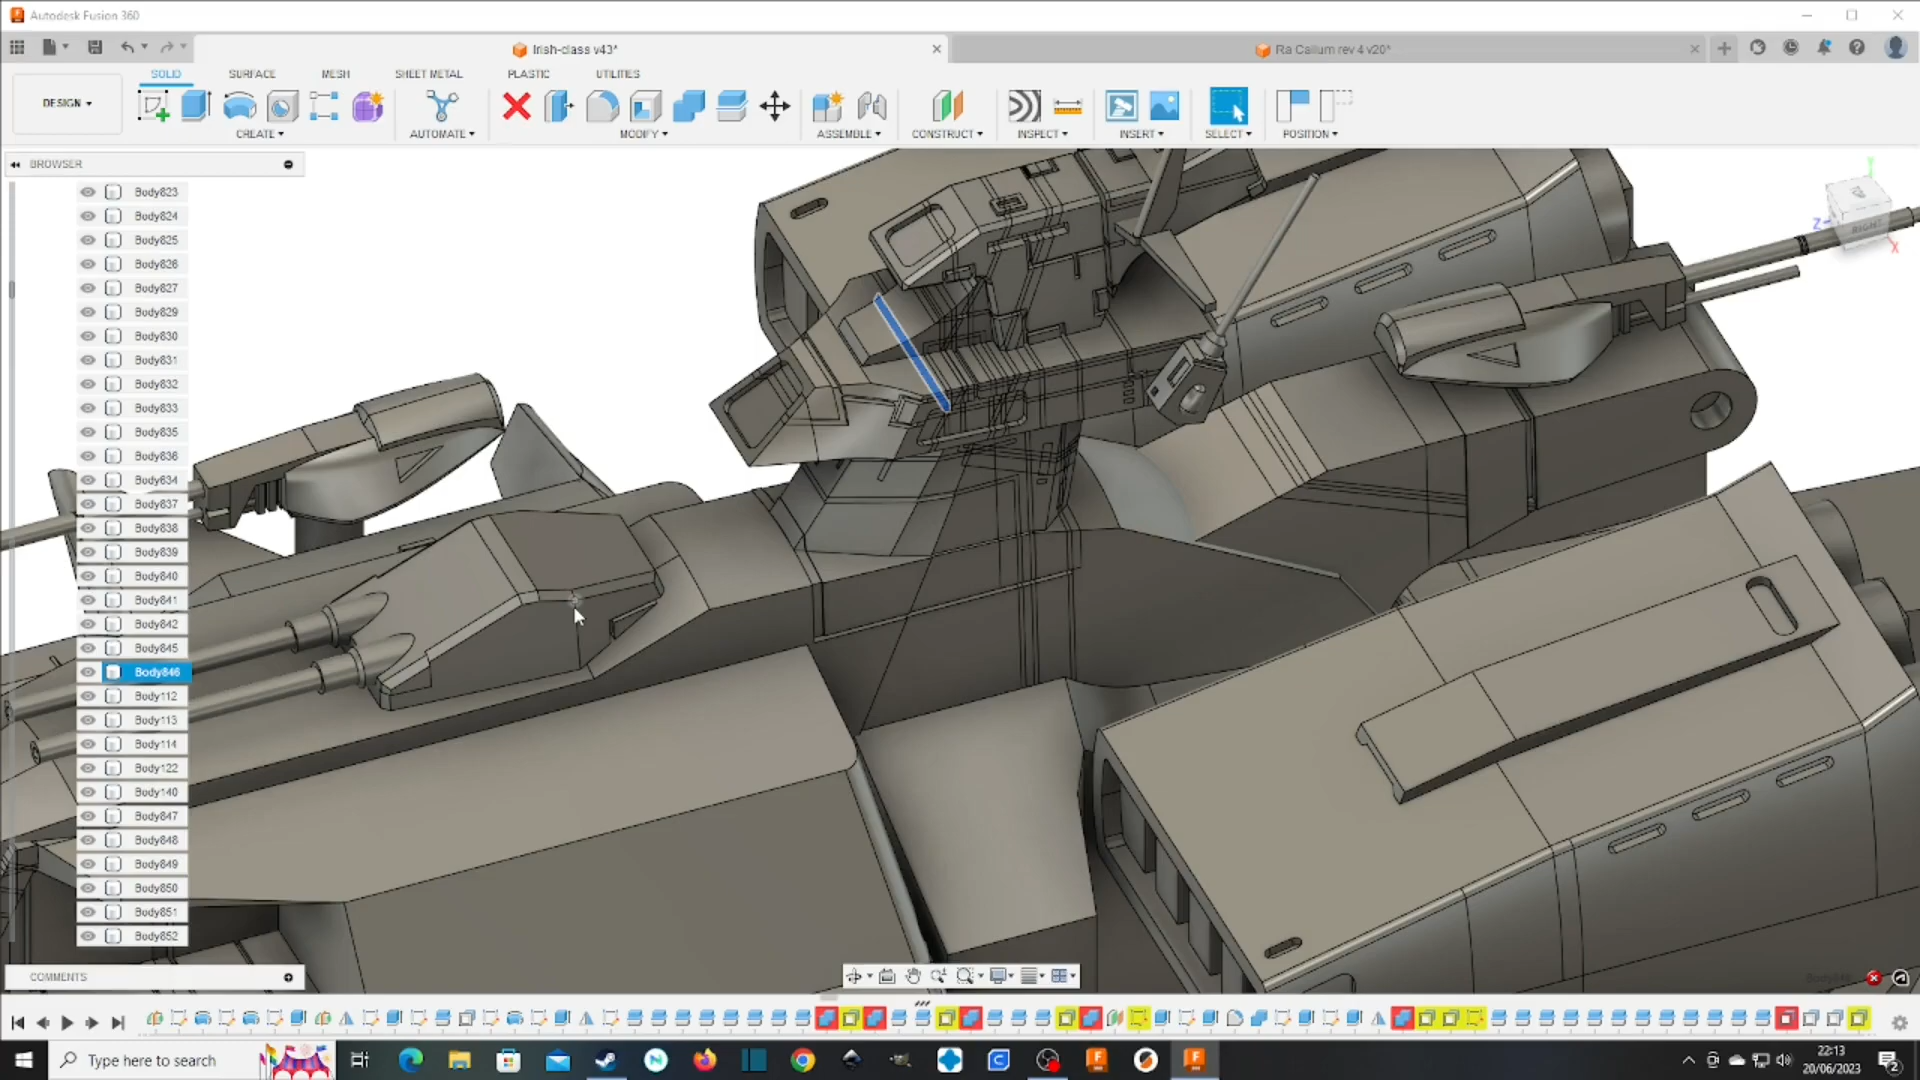 Autodesk Fusion 360
Irish-class v43*
Ra Cailum rev 4 v20*
SOLID
SURFACE
MESH
SHEET METAL
PLASTIC
UTILITIES
DESIGN
CREATE
AUTOMATE
MODIFY
ASSEMBLE
CONSTRUCT
INSPECT
INSERT
SELECT
POSITION
BROWSER
Body823
Body824
Body825
Body826
Body827
Body829
Body830
Body831
Body832
Body833
Body835
Body836
Body834
Body837
Body838
Body839
Body840
Body841
Body842
Body845
Body846
Body112
Body113
Body114
Body122
Body140
Body847
Body848
Body849
Body850
Body851
Body852
Y
Z
RIGHT
X
COMMENTS
Type here to search
22:13
20/06/2023
2